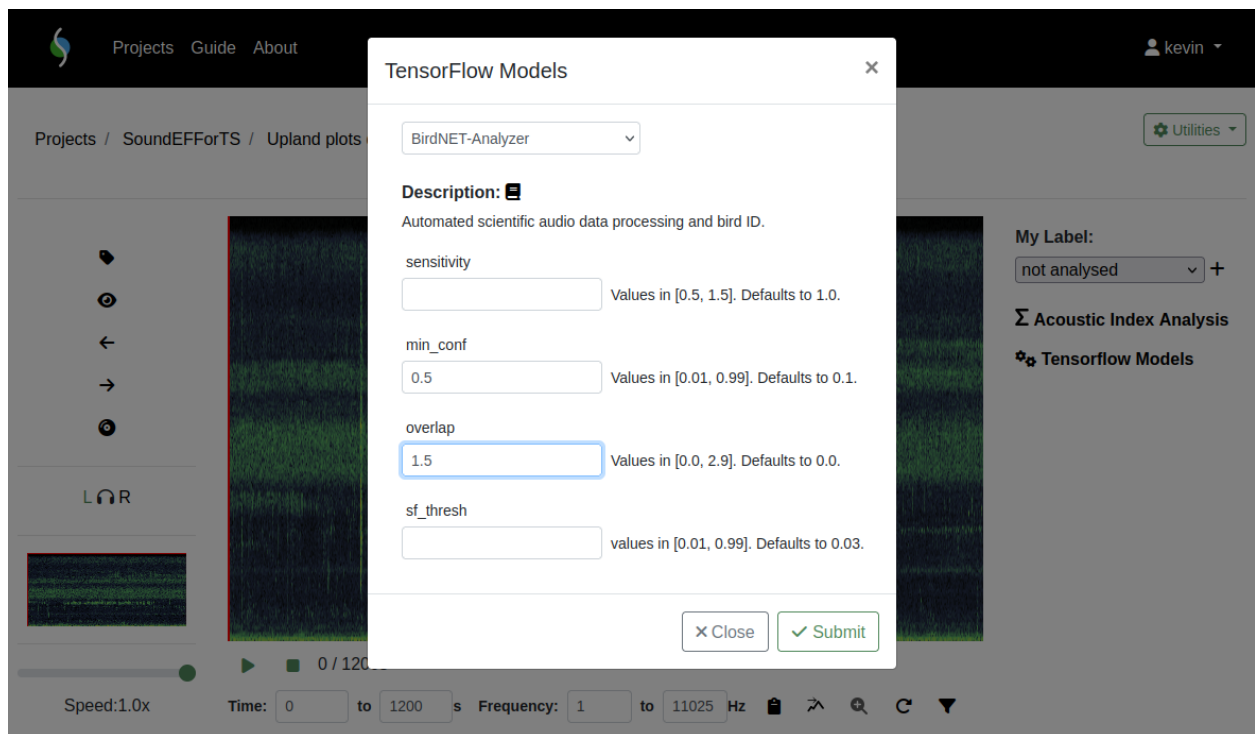 Projects Guide About
kevin
TensorFlow Models
×
Projects / SoundEFForTS / Upland plots
Utilities
BirdNET-Analyzer
Description:
Automated scientific audio data processing and bird ID.
sensitivity
Values in [0.5, 1.5]. Defaults to 1.0.
min_conf
0.5 Values in [0.01, 0.99]. Defaults to 0.1.
overlap
1.5 Values in [0.0, 2.9]. Defaults to 0.0.
sf_thresh
values in [0.01, 0.99]. Defaults to 0.03.
× Close Submit
My Label:
not analysed +
Σ Acoustic Index Analysis
Tensorflow Models
L R
0 / 120
Speed:1.0x
Time: 0 to 1200 s Frequency: 1 to 11025 Hz